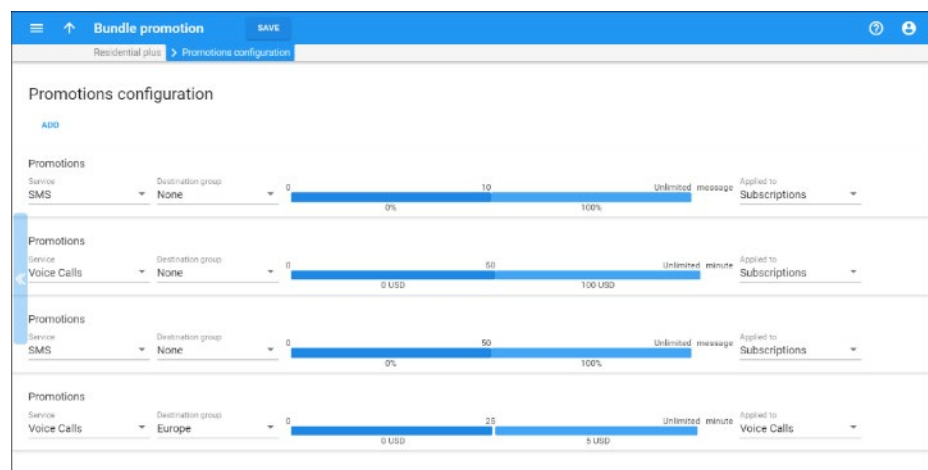 Bundle promotion SAVE
Residential plus Promotions configuration
Promotions configuration
ADD
Promotions
Service Destination group Applied to
SMS None 0 10 Unlimited message Subscriptions
0% 100%
Promotions
Service Destination group Applied to
Voice Calls None 0 50 Unlimited minute Subscriptions
0 USD 100 USD
Promotions
Service Destination group Applied to
SMS None 0 50 Unlimited message Subscriptions
0% 100%
Promotions
Service Destination group Applied to
Voice Calls Europe 0 25 Unlimited minute Voice Calls
0 USD 5 USD